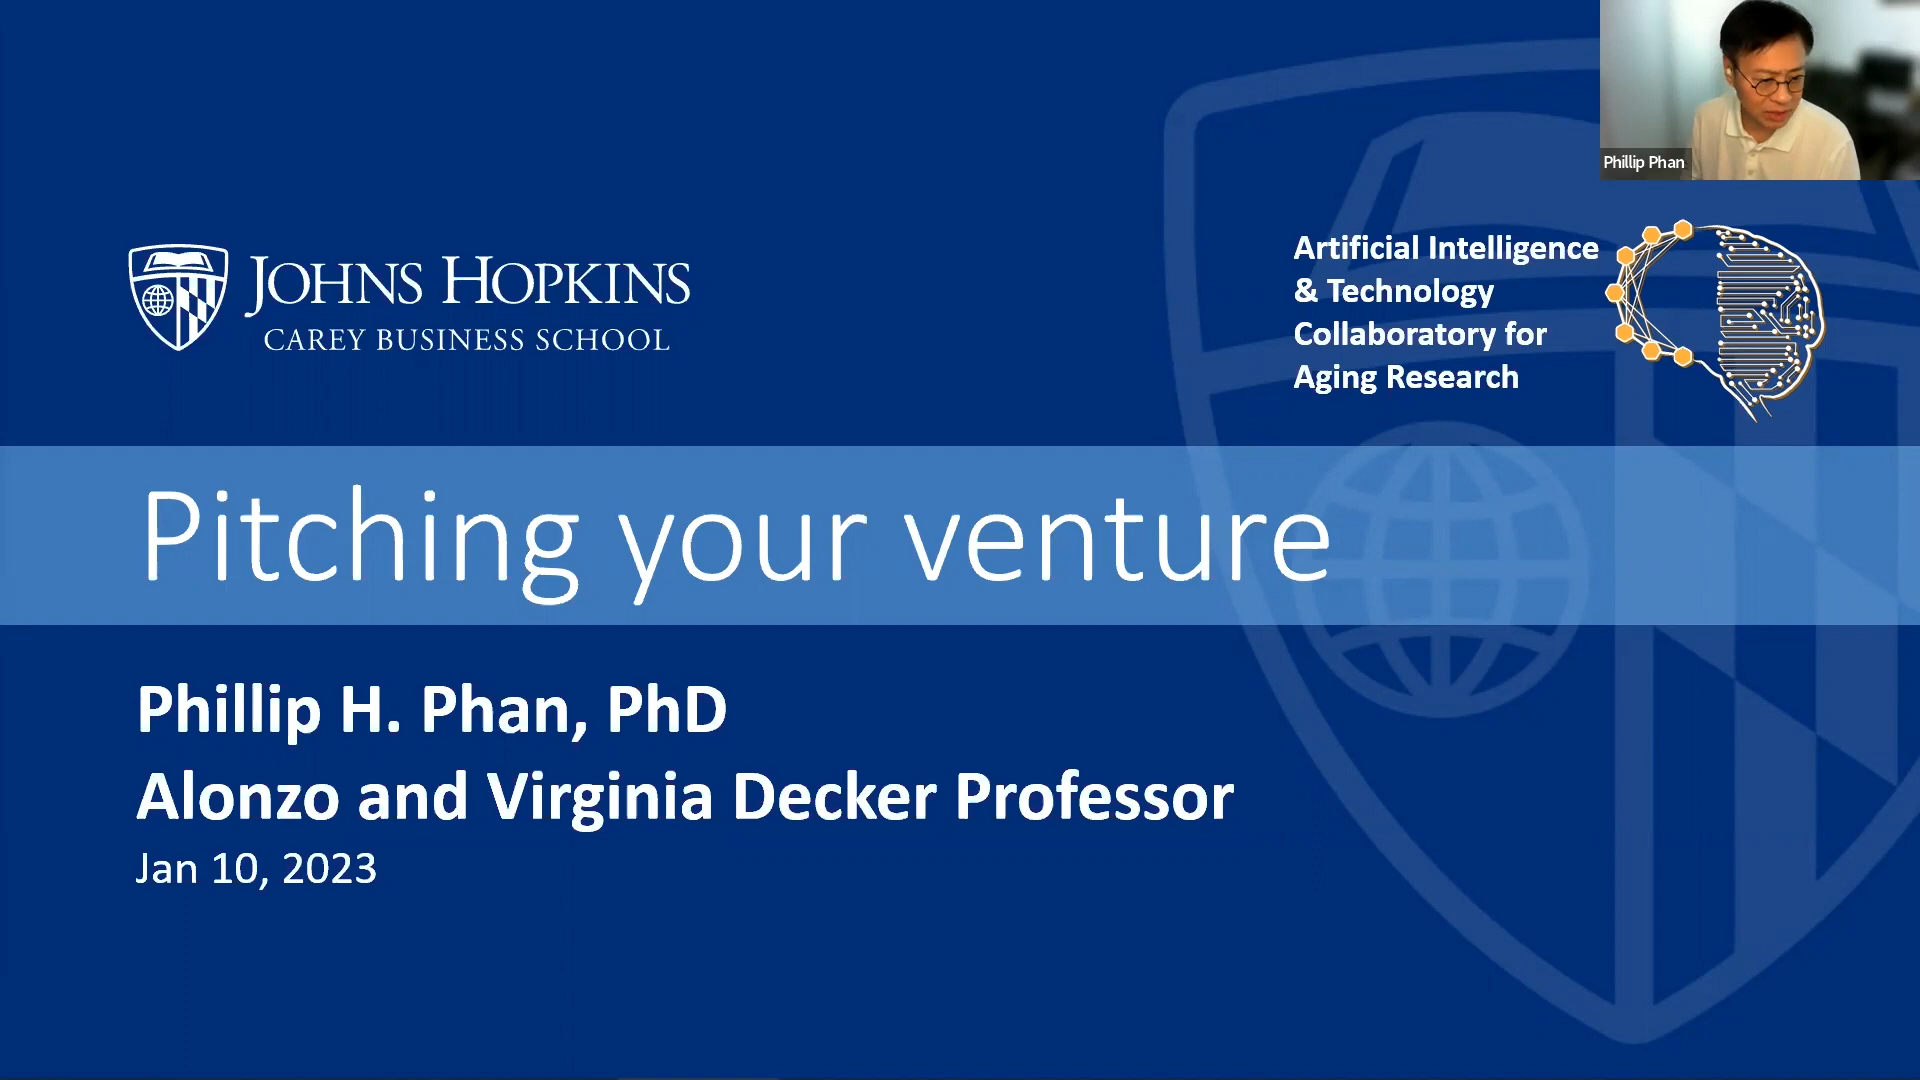 Phillip Phan
JOHNS HOPKINS
CAREY BUSINESS SCHOOL
Artificial Intelligence
& Technology
Collaboratory for
Aging Research
Pitching your venture
Phillip H. Phan, PhD
Alonzo and Virginia Decker Professor
Jan 10, 2023